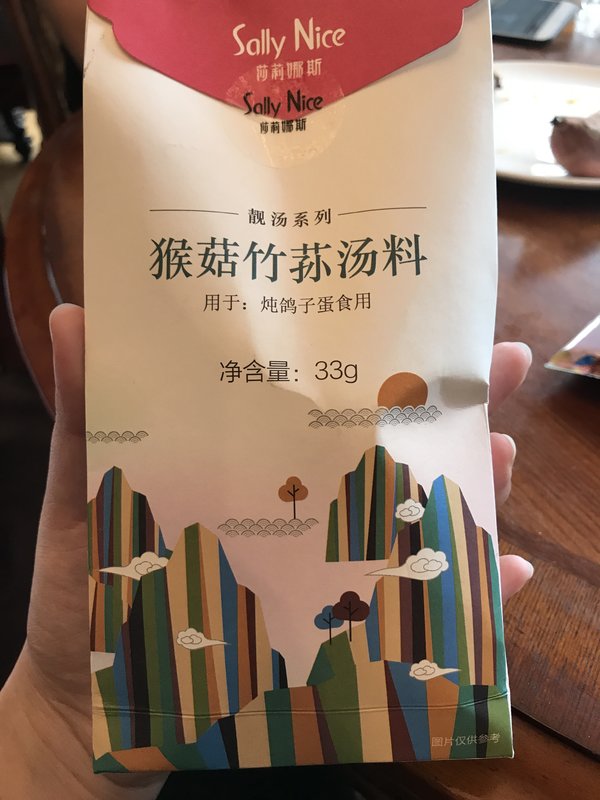 Sally Nice
莎莉娜斯
Sally Nice
莎莉娜斯
靓汤系列
猴菇竹荪汤料
用于：炖鸽子蛋食用
净含量：33g
图片仅供参考